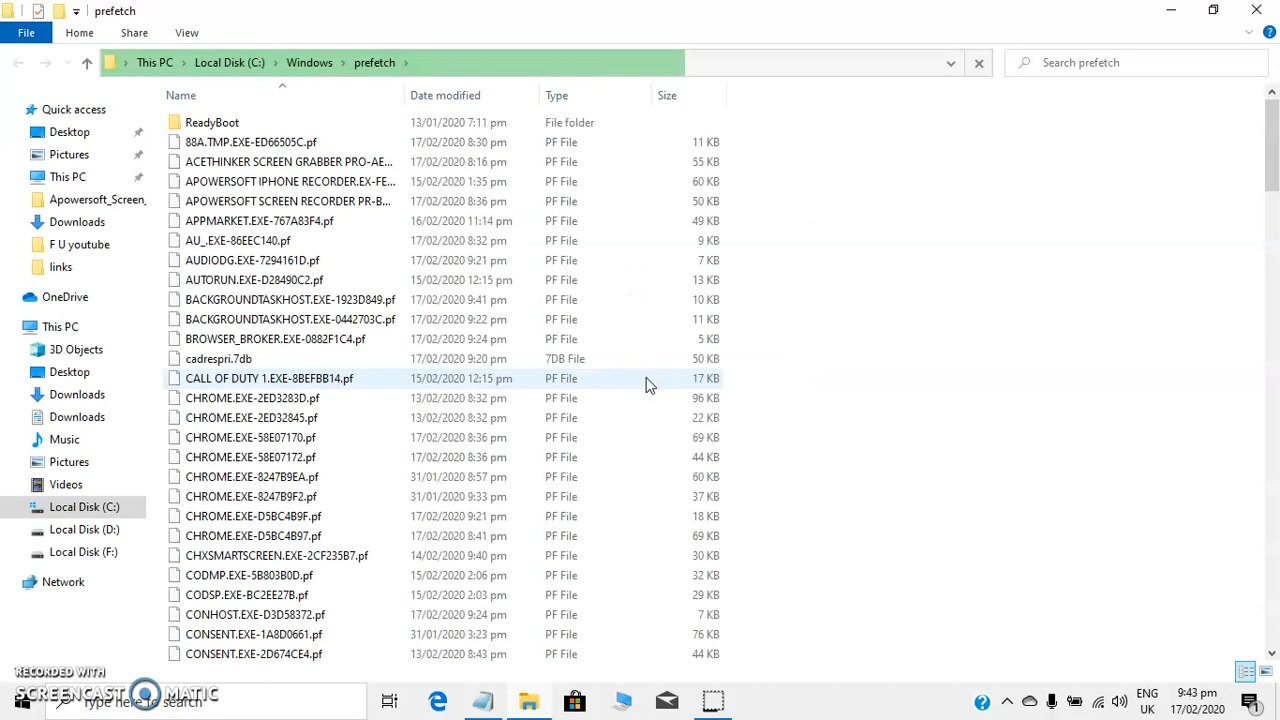 prefetch
File Home Share View
This PC Local Disk (C:) Windows prefetch Search prefetch
Name Date modified Type Size
Quick access
Desktop
Pictures
This PC
Apowersoft_Screen_
Downloads
F U youtube
links
OneDrive
This PC
3D Objects
Desktop
Downloads
Downloads
Music
Pictures
Videos
Local Disk (C:)
Local Disk (D:)
Local Disk (F:)
Network
ReadyBoot 13/01/2020 7:11 pm File folder
88A.TMP.EXE-ED66505C.pf 17/02/2020 8:30 pm PF File 11 KB
ACETHINKER SCREEN GRABBER PRO-AE... 17/02/2020 8:16 pm PF File 55 KB
APOWERSOFT IPHONE RECORDER.EX-FE... 15/02/2020 1:35 pm PF File 60 KB
APOWERSOFT SCREEN RECORDER PR-B... 17/02/2020 8:36 pm PF File 50 KB
APPMARKET.EXE-767A83F4.pf 16/02/2020 11:14 pm PF File 49 KB
AU_.EXE-86EEC140.pf 17/02/2020 8:32 pm PF File 9 KB
AUDIODG.EXE-7294161D.pf 17/02/2020 9:21 pm PF File 7 KB
AUTORUN.EXE-D28490C2.pf 15/02/2020 12:15 pm PF File 13 KB
BACKGROUNDTASKHOST.EXE-1923D849.pf 17/02/2020 9:41 pm PF File 10 KB
BACKGROUNDTASKHOST.EXE-0442703C.pf 17/02/2020 9:22 pm PF File 11 KB
BROWSER_BROKER.EXE-0882F1C4.pf 17/02/2020 9:24 pm PF File 5 KB
cadrespri.7db 17/02/2020 9:20 pm 7DB File 50 KB
CALL OF DUTY 1.EXE-8BEFBB14.pf 15/02/2020 12:15 pm PF File 17 KB
CHROME.EXE-2ED3283D.pf 13/02/2020 8:32 pm PF File 96 KB
CHROME.EXE-2ED32845.pf 13/02/2020 8:32 pm PF File 22 KB
CHROME.EXE-58E07170.pf 17/02/2020 8:36 pm PF File 69 KB
CHROME.EXE-58E07172.pf 17/02/2020 8:36 pm PF File 44 KB
CHROME.EXE-8247B9EA.pf 31/01/2020 8:57 pm PF File 60 KB
CHROME.EXE-8247B9F2.pf 31/01/2020 9:33 pm PF File 37 KB
CHROME.EXE-D5BC4B9F.pf 17/02/2020 9:21 pm PF File 18 KB
CHROME.EXE-D5BC4B97.pf 17/02/2020 8:41 pm PF File 69 KB
CHXSMARTSCREEN.EXE-2CF235B7.pf 14/02/2020 9:40 pm PF File 30 KB
CODMP.EXE-5B803B0D.pf 15/02/2020 2:06 pm PF File 32 KB
CODSP.EXE-BC2EE27B.pf 15/02/2020 2:03 pm PF File 29 KB
CONHOST.EXE-D3D58372.pf 17/02/2020 9:24 pm PF File 7 KB
CONSENT.EXE-1A8D0661.pf 31/01/2020 3:23 pm PF File 76 KB
CONSENT.EXE-2D674CE4.pf 13/02/2020 8:43 pm PF File 44 KB
RECORDED WITH
SCREENCAST MATIC
Type here to search
ENG
UK
9:43 pm
17/02/2020
1